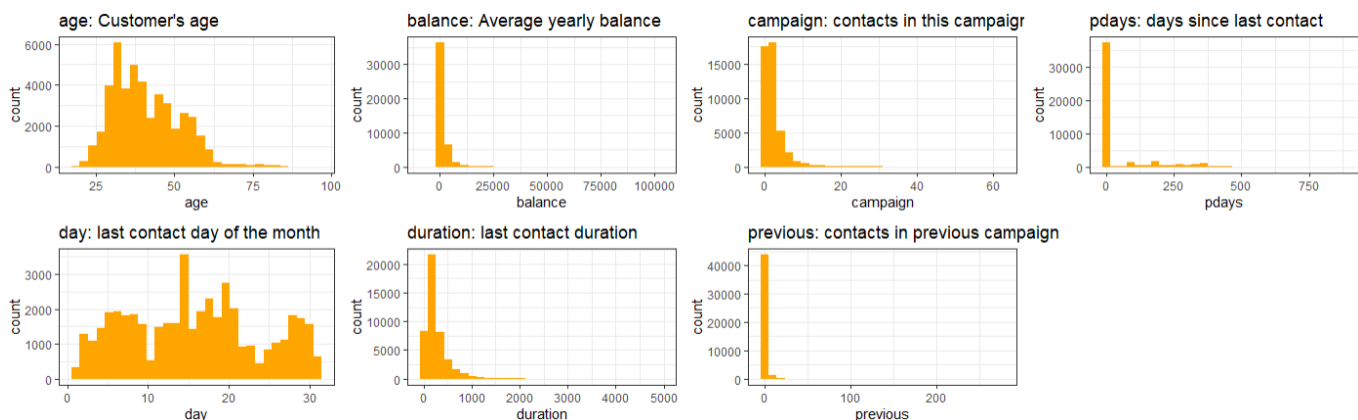 age: Customer's age
6000
4000
2000
0
count
25 50 75 100
age
balance: Average yearly balance
30000
20000
10000
0
count
0 25000 50000 75000 100000
balance
campaign: contacts in this campaign
15000
10000
5000
0
count
0 20 40 60
campaign
pdays: days since last contact
30000
20000
10000
0
count
0 250 500 750
pdays
day: last contact day of the month
3000
2000
1000
0
count
0 10 20 30
day
duration: last contact duration
20000
15000
10000
5000
0
count
0 1000 2000 3000 4000 5000
duration
previous: contacts in previous campaign
40000
30000
20000
10000
0
count
0 100 200
previous